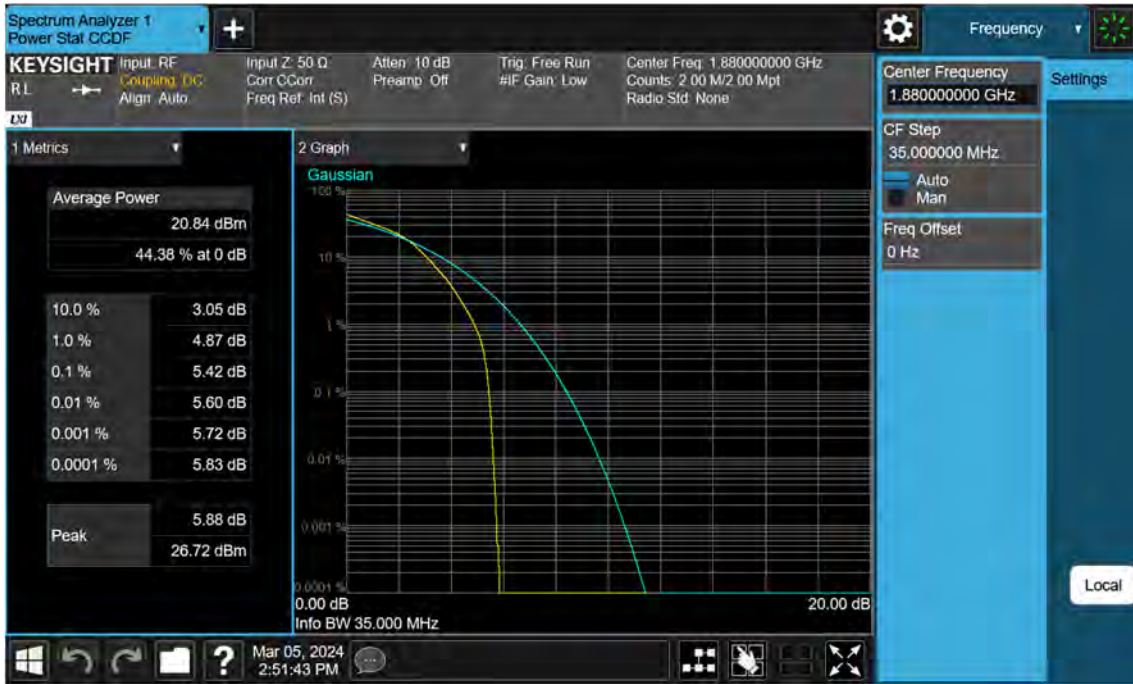 Spectrum Analyzer 1
Power Stat CCDF
+
Frequency
KEYSIGHT
RL
LXI
Input: RF
Coupling: DC
Align: Auto
Input Z: 50 Ω
Corr CCorr
Freq Ref: Int (S)
Atten: 10 dB
Preamp: Off
Trig: Free Run
#IF Gain: Low
Center Freq: 1.880000000 GHz
Counts: 2.00 M/2.00 Mpt
Radio Std: None
Center Frequency
1.880000000 GHz
Settings
CF Step
35.000000 MHz
Auto
Man
Freq Offset
0 Hz
Local
1 Metrics
Average Power
20.84 dBm
44.38 % at 0 dB
10.0 % 3.05 dB
1.0 % 4.87 dB
0.1 % 5.42 dB
0.01 % 5.60 dB
0.001 % 5.72 dB
0.0001 % 5.83 dB
Peak
5.88 dB
26.72 dBm
2 Graph
Gaussian
100 %
10 %
1 %
0.1 %
0.01 %
0.001 %
0.0001 %
0.00 dB 20.00 dB
Info BW 35.000 MHz
?
Mar 05, 2024
2:51:43 PM